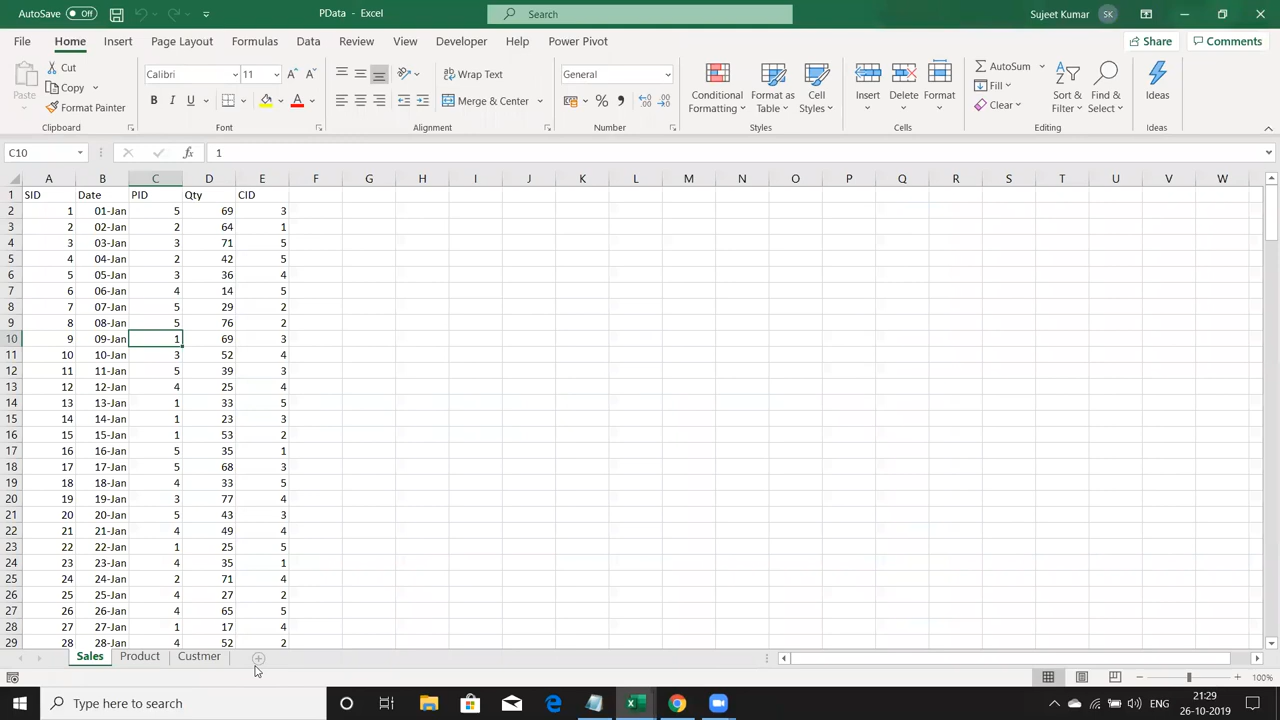 AutoSave Off PData - Excel Search Sujeet Kumar SK
File Home Insert Page Layout Formulas Data Review View Developer Help Power Pivot Share Comments
Paste Cut Copy Format Painter Clipboard
Calibri 11 B I U A Font
Wrap Text Merge & Center Alignment
General % Number
Conditional Formatting Format as Table Cell Styles Styles
Insert Delete Format Cells
AutoSum Fill Clear Sort & Filter Find & Select Editing
Ideas Ideas
C10 fx 1
A B C D E F G H I J K L M N O P Q R S T U V W
1 SID Date PID Qty CID
2 1 01-Jan 5 69 3
3 2 02-Jan 2 64 1
4 3 03-Jan 3 71 5
5 4 04-Jan 2 42 5
6 5 05-Jan 3 36 4
7 6 06-Jan 4 14 5
8 7 07-Jan 5 29 2
9 8 08-Jan 5 76 2
10 9 09-Jan 1 69 3
11 10 10-Jan 3 52 4
12 11 11-Jan 5 39 3
13 12 12-Jan 4 25 4
14 13 13-Jan 1 33 5
15 14 14-Jan 1 23 3
16 15 15-Jan 1 53 2
17 16 16-Jan 5 35 1
18 17 17-Jan 5 68 3
19 18 18-Jan 4 33 5
20 19 19-Jan 3 77 4
21 20 20-Jan 5 43 3
22 21 21-Jan 4 49 4
23 22 22-Jan 1 25 5
24 23 23-Jan 4 35 1
25 24 24-Jan 2 71 4
26 25 25-Jan 4 27 2
27 26 26-Jan 4 65 5
28 27 27-Jan 1 17 4
29 28 28-Jan 4 52 2
Sales Product Custmer
100%
Type here to search ENG 21:29
26-10-2019